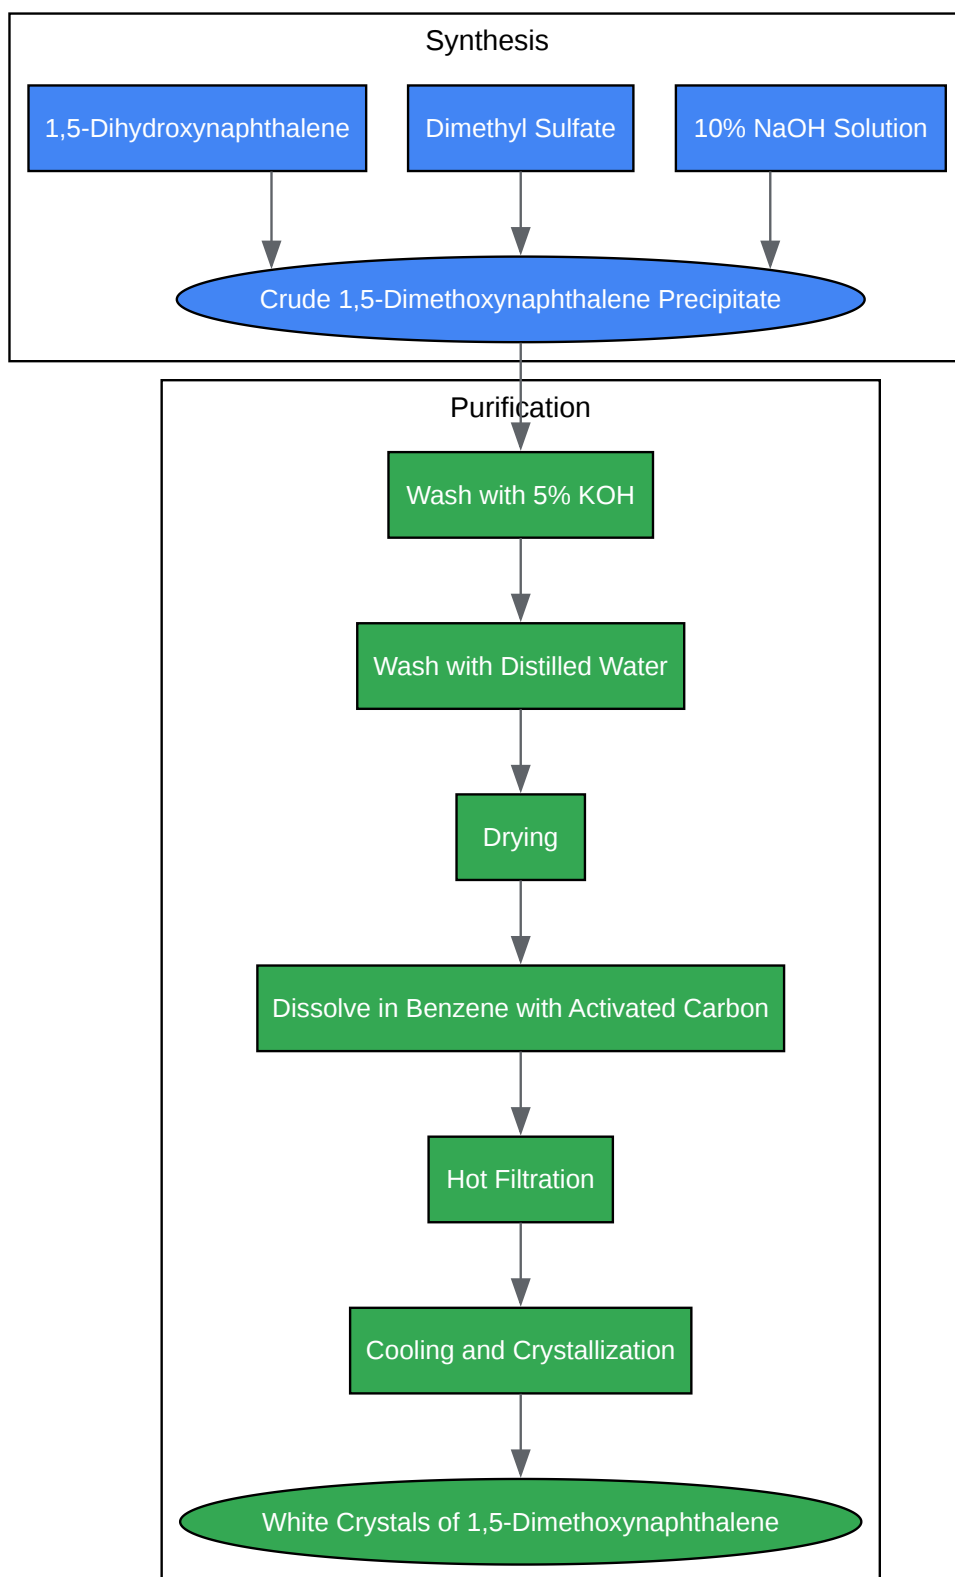 Synthesis
1,5-Dihydroxynaphthalene
Dimethyl Sulfate
10% NaOH Solution
Crude 1,5-Dimethoxynaphthalene Precipitate
Purification
Wash with 5% KOH
Wash with Distilled Water
Drying
Dissolve in Benzene with Activated Carbon
Hot Filtration
Cooling and Crystallization
White Crystals of 1,5-Dimethoxynaphthalene